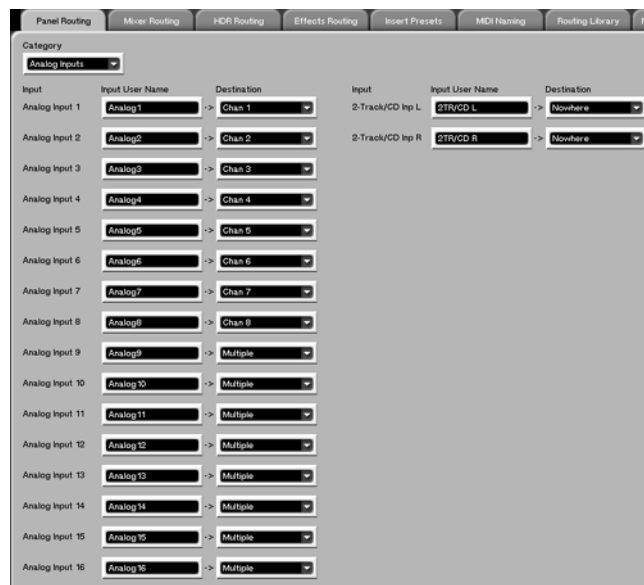 Panel Routing Mixer Routing HDR Routing Effects Routing Insert Presets MIDI Naming Routing Library
Category
Analog Inputs
Input Input User Name Destination Input Input User Name Destination
Analog Input 1 Analog1 -> Chan 1 2-Track/CD Inp L 2TR/CD L -> Nowhere
Analog Input 2 Analog2 -> Chan 2 2-Track/CD Inp R 2TR/CD R -> Nowhere
Analog Input 3 Analog3 -> Chan 3
Analog Input 4 Analog4 -> Chan 4
Analog Input 5 Analog5 -> Chan 5
Analog Input 6 Analog6 -> Chan 6
Analog Input 7 Analog7 -> Chan 7
Analog Input 8 Analog8 -> Chan 8
Analog Input 9 Analog9 -> Multiple
Analog Input 10 Analog10 -> Multiple
Analog Input 11 Analog11 -> Multiple
Analog Input 12 Analog12 -> Multiple
Analog Input 13 Analog13 -> Multiple
Analog Input 14 Analog14 -> Multiple
Analog Input 15 Analog15 -> Multiple
Analog Input 16 Analog16 -> Multiple